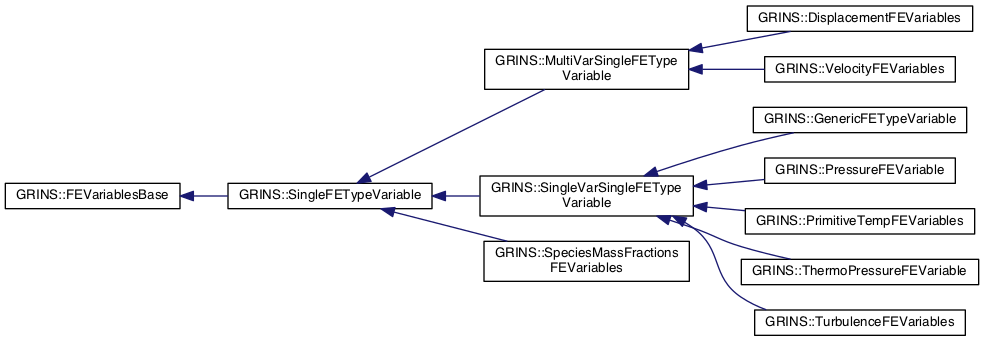 GRINS::FEVariablesBase
GRINS::SingleFETypeVariable
GRINS::MultiVarSingleFEType
Variable
GRINS::SingleVarSingleFEType
Variable
GRINS::SpeciesMassFractions
FEVariables
GRINS::DisplacementFEVariables
GRINS::VelocityFEVariables
GRINS::GenericFETypeVariable
GRINS::PressureFEVariable
GRINS::PrimitiveTempFEVariables
GRINS::ThermoPressureFEVariable
GRINS::TurbulenceFEVariables